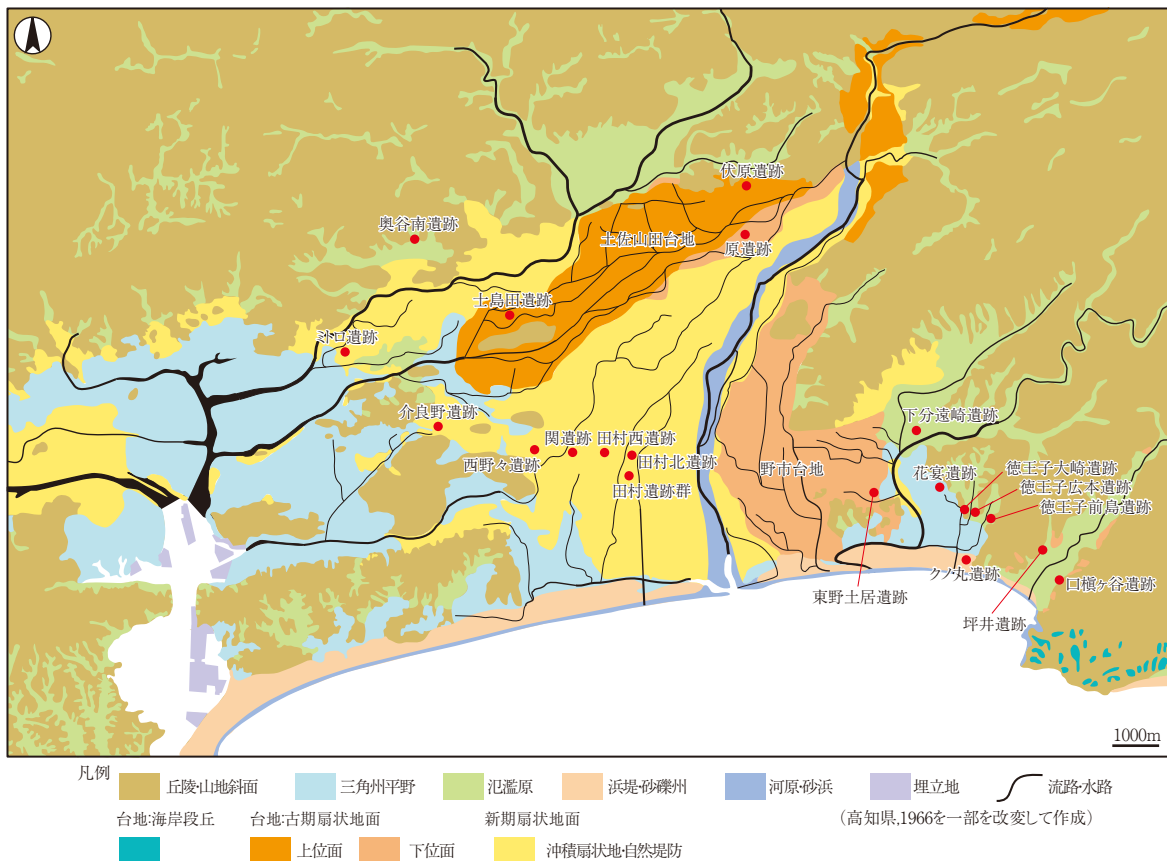 伏原遺跡
奥谷南遺跡
土佐山田台地
原遺跡
士島田遺跡
ミトロ遺跡
介良野遺跡
下分遠崎遺跡
関遺跡
田村西遺跡
西野々遺跡
田村北遺跡
野市台地
花宴遺跡
徳王子大崎遺跡
徳王子広本遺跡
田村遺跡群
徳王子前島遺跡
クノ丸遺跡
口槇ヶ谷遺跡
東野土居遺跡
坪井遺跡
1000m
凡例
丘陵・山地斜面
三角州平野
氾濫原
浜堤・砂礫州
河原・砂浜
埋立地
流路・水路
台地:海岸段丘
台地:古期扇状地面
新期扇状地面
(高知県,1966を一部を改変して作成)
上位面
下位面
沖積扇状地・自然堤防